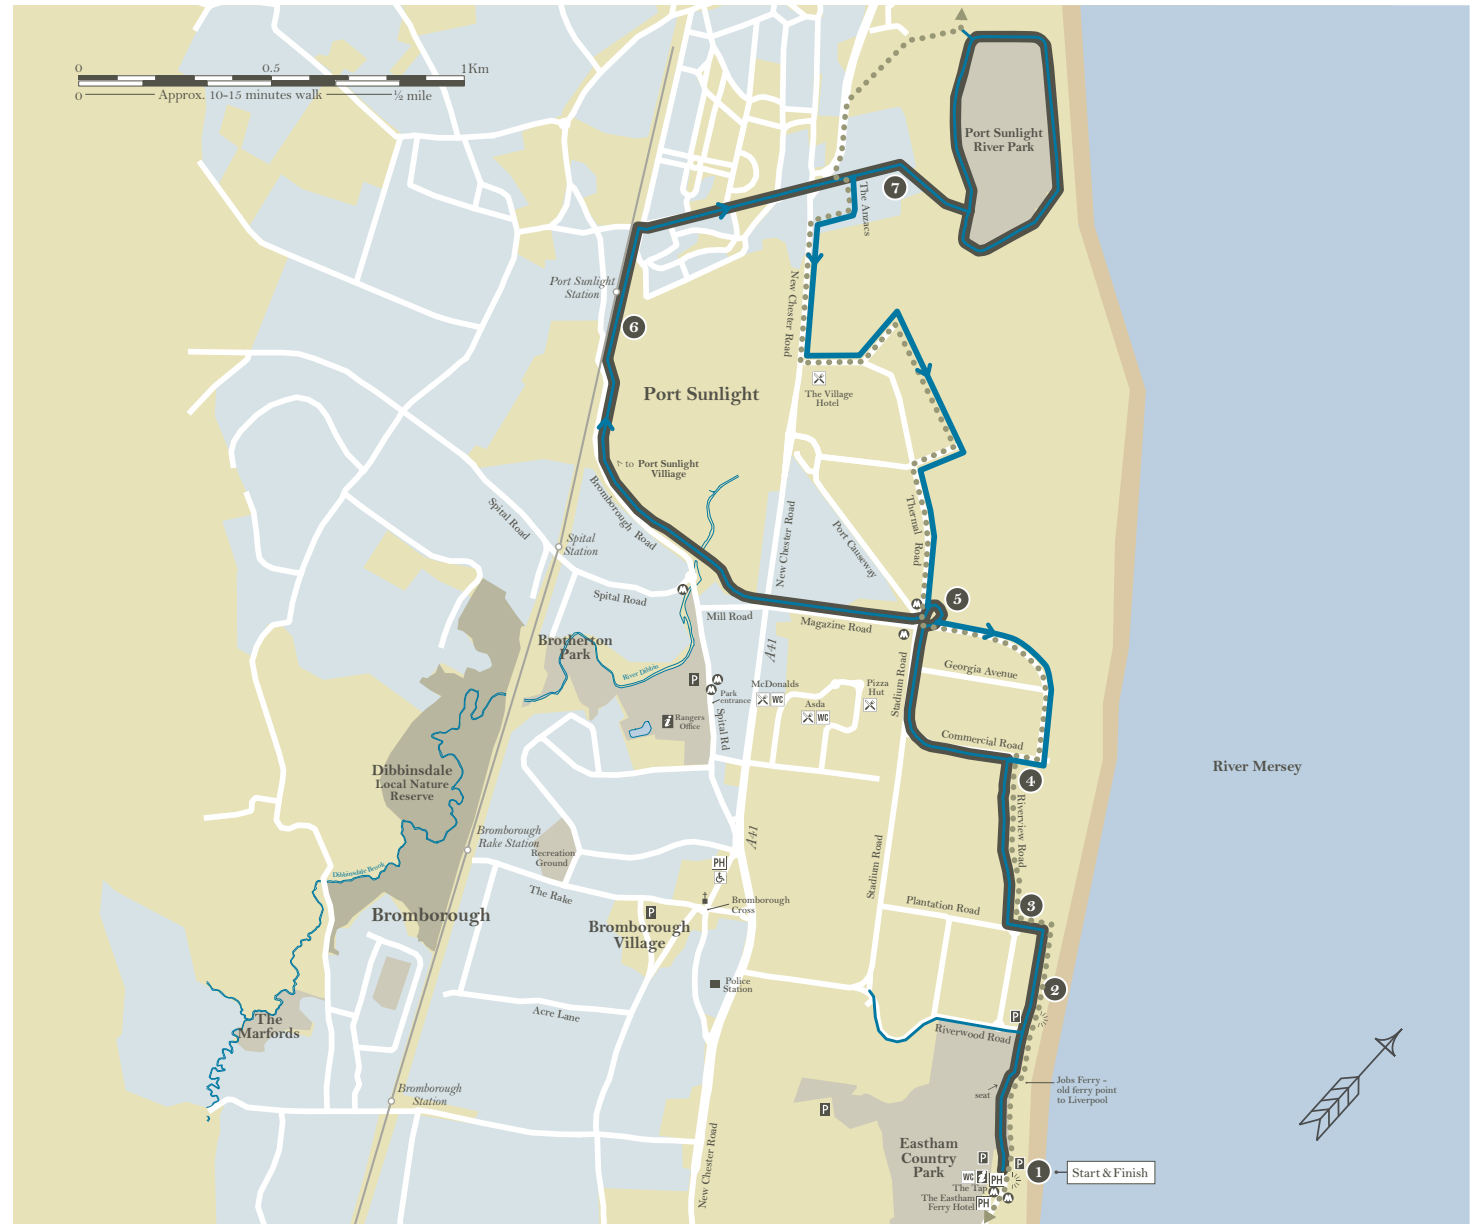 0
0.5
1Km
0
Approx. 10-15 minutes walk
½ mile
Port Sunlight
River Park
7
The Anzacs
Port Sunlight
Station
New Chester Road
6
Port Sunlight
The Village
Hotel
to Port Sunlight
Villiage
Spital Road
Bromborough Road
Spital
Station
New Chester Road
Port Causeway
Thermal Road
Spital Road
M
Mill Road
Magazine Road
M
5
M
Brotherton
Park
River Dibbin
A41
Georgia Avenue
Stadium Road
P
M
M
Park
entrance
McDonalds
WC
Pizza
Hut
Asda
WC
i
Rangers
Office
Spital Rd
Commercial Road
River Mersey
4
Dibbinsdale
Local Nature
Reserve
Riverview Road
Bromborough
Rake Station
A41
Recreation
Ground
PH
Dibbinsdale Brook
Stadium Road
The Rake
Bromborough
Cross
Plantation Road
3
P
Bromborough
Bromborough
Village
Police
Station
2
Acre Lane
The
Marfords
P
Riverwood Road
Jobs Ferry -
old ferry point
to Liverpool
seat
Bromborough
Station
P
New Chester Road
Eastham
Country
Park
P
P
1
Start & Finish
WC
i
PH
The Tap
M
The Eastham
Ferry Hotel
PH
M